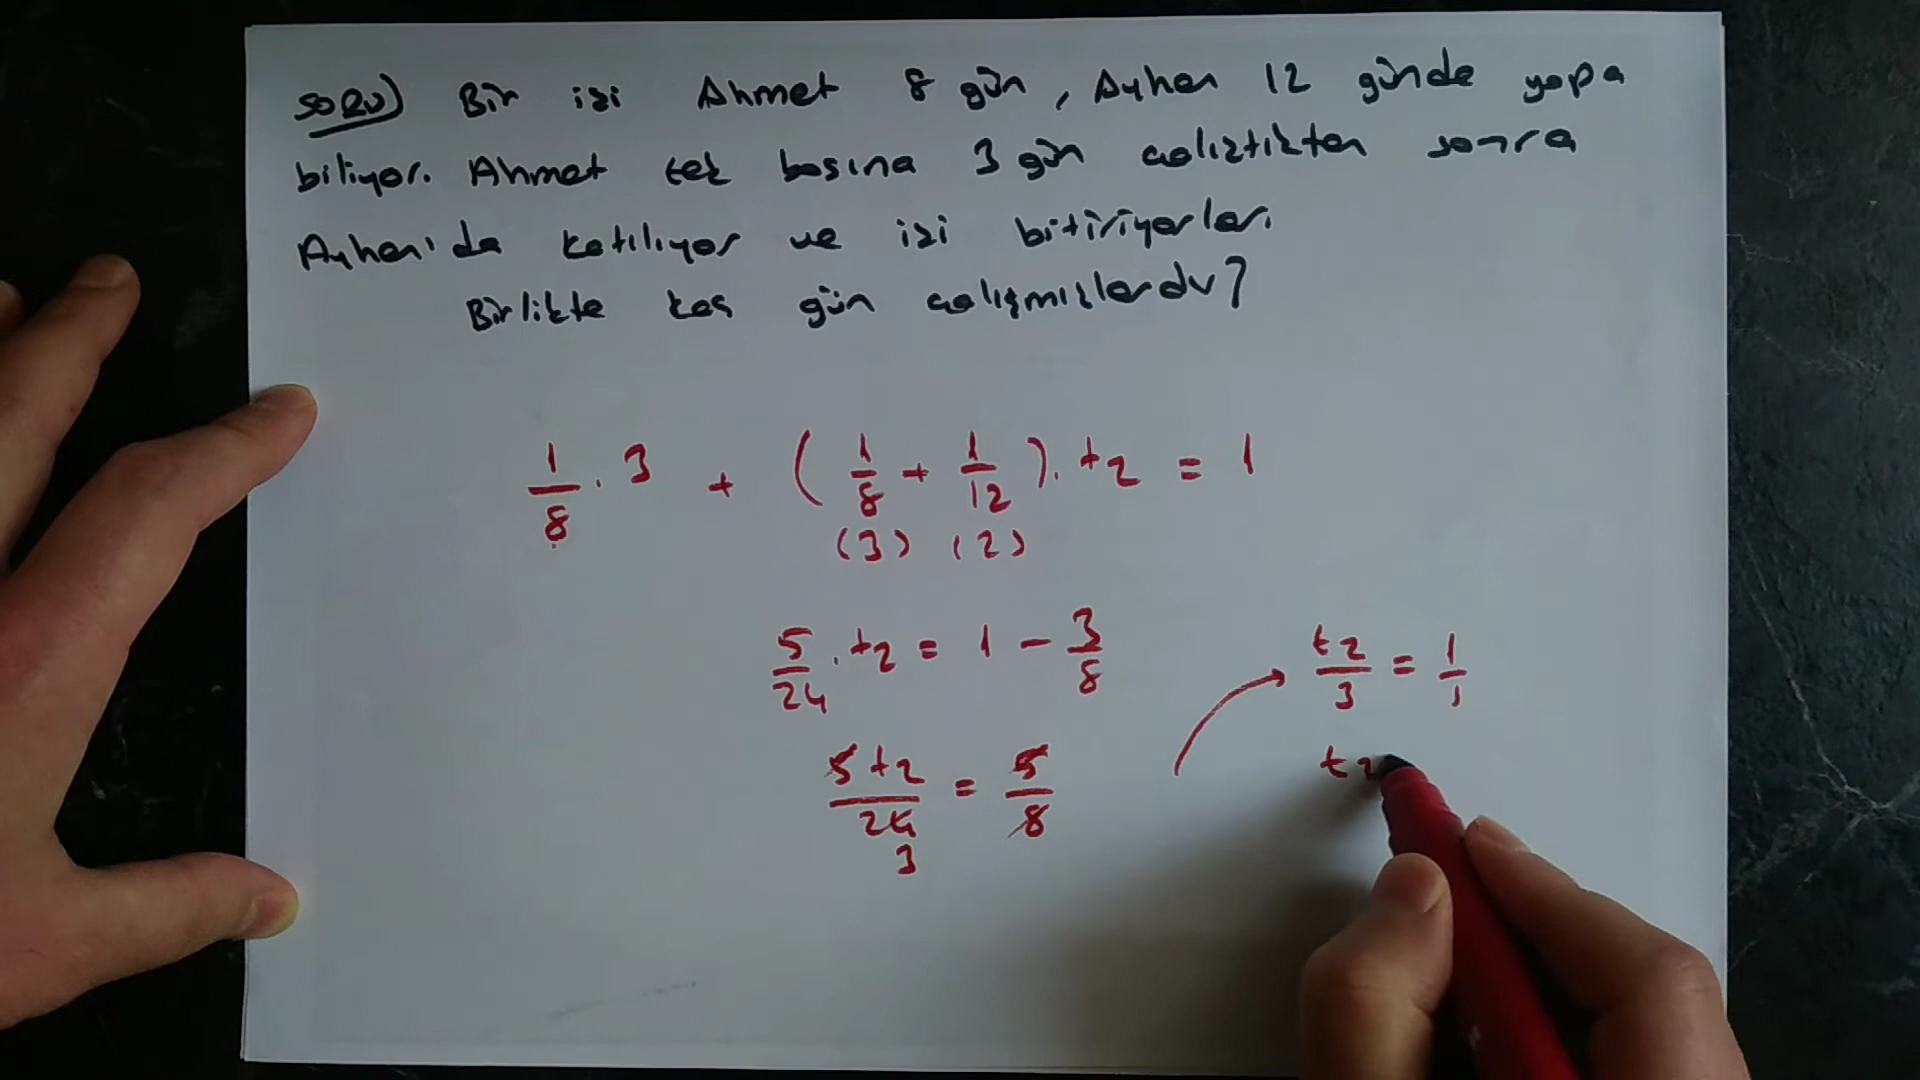 SORU) Bir işi Ahmet 8 gün, Ayhan 12 günde yapa
biliyor. Ahmet tek başına 3 gün çalıştıktan sonra
Ayhan'da katılıyor ve işi bitiriyorlar.
Birlikte kaç gün çalışmışlardır?
1/8 . 3 + (1/8 + 1/12) . t2 = 1
(3) (2)
5/24 . t2 = 1 - 3/8
5t2/24 = 5/8
3
t2/3 = 1/1
t2